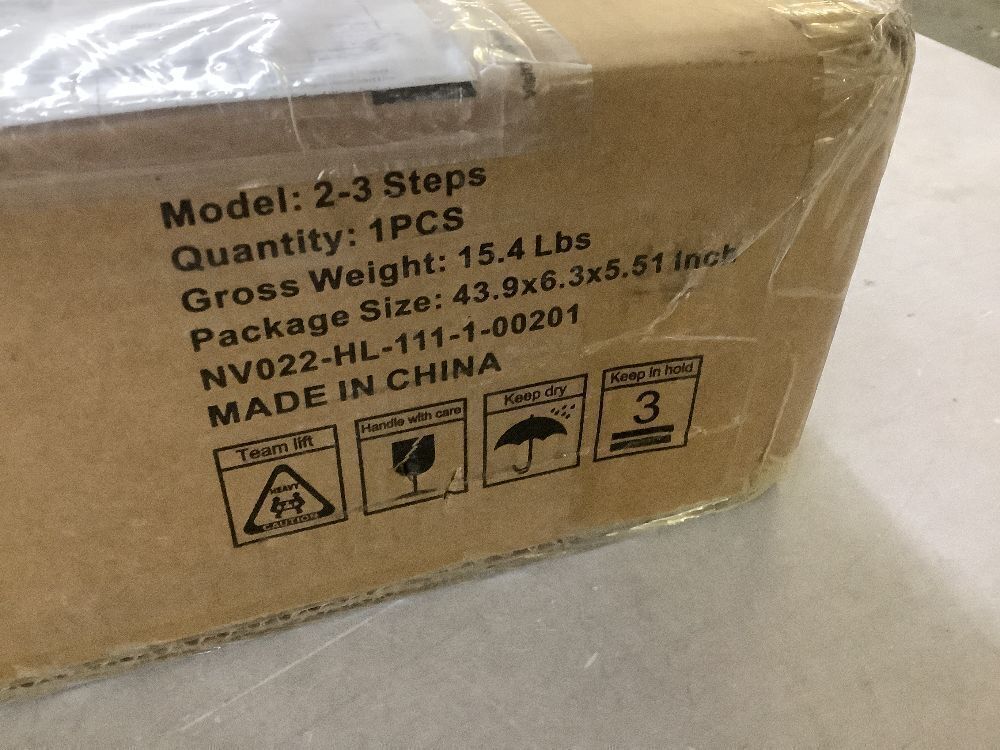 Model: 2-3 Steps
Quantity: 1PCS
Gross Weight: 15.4 Lbs
Package Size: 43.9x6.3x5.51 Inch
NV022-HL-111-1-00201
MADE IN CHINA
Team lift
HEAVY
CAUTION
Handle with care
Keep dry
Keep in hold
3